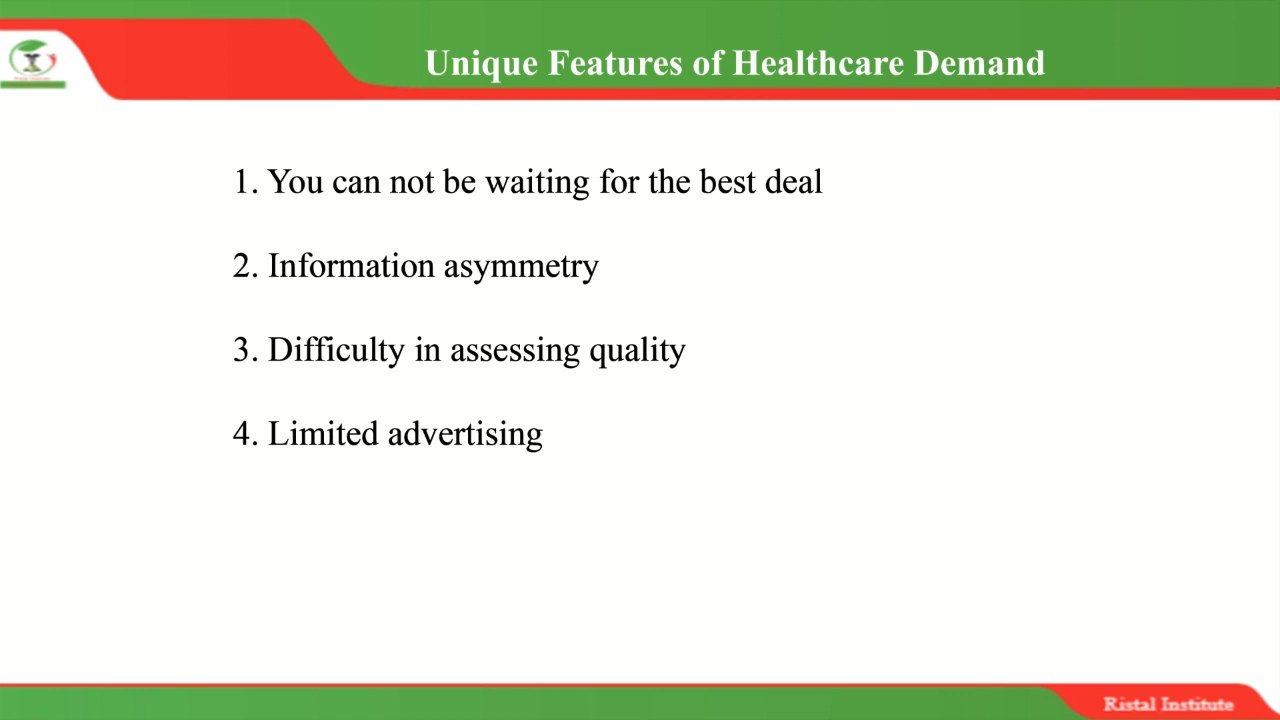 Unique Features of Healthcare Demand
1. You can not be waiting for the best deal
2. Information asymmetry
3. Difficulty in assessing quality
4. Limited advertising
Ristal Institute